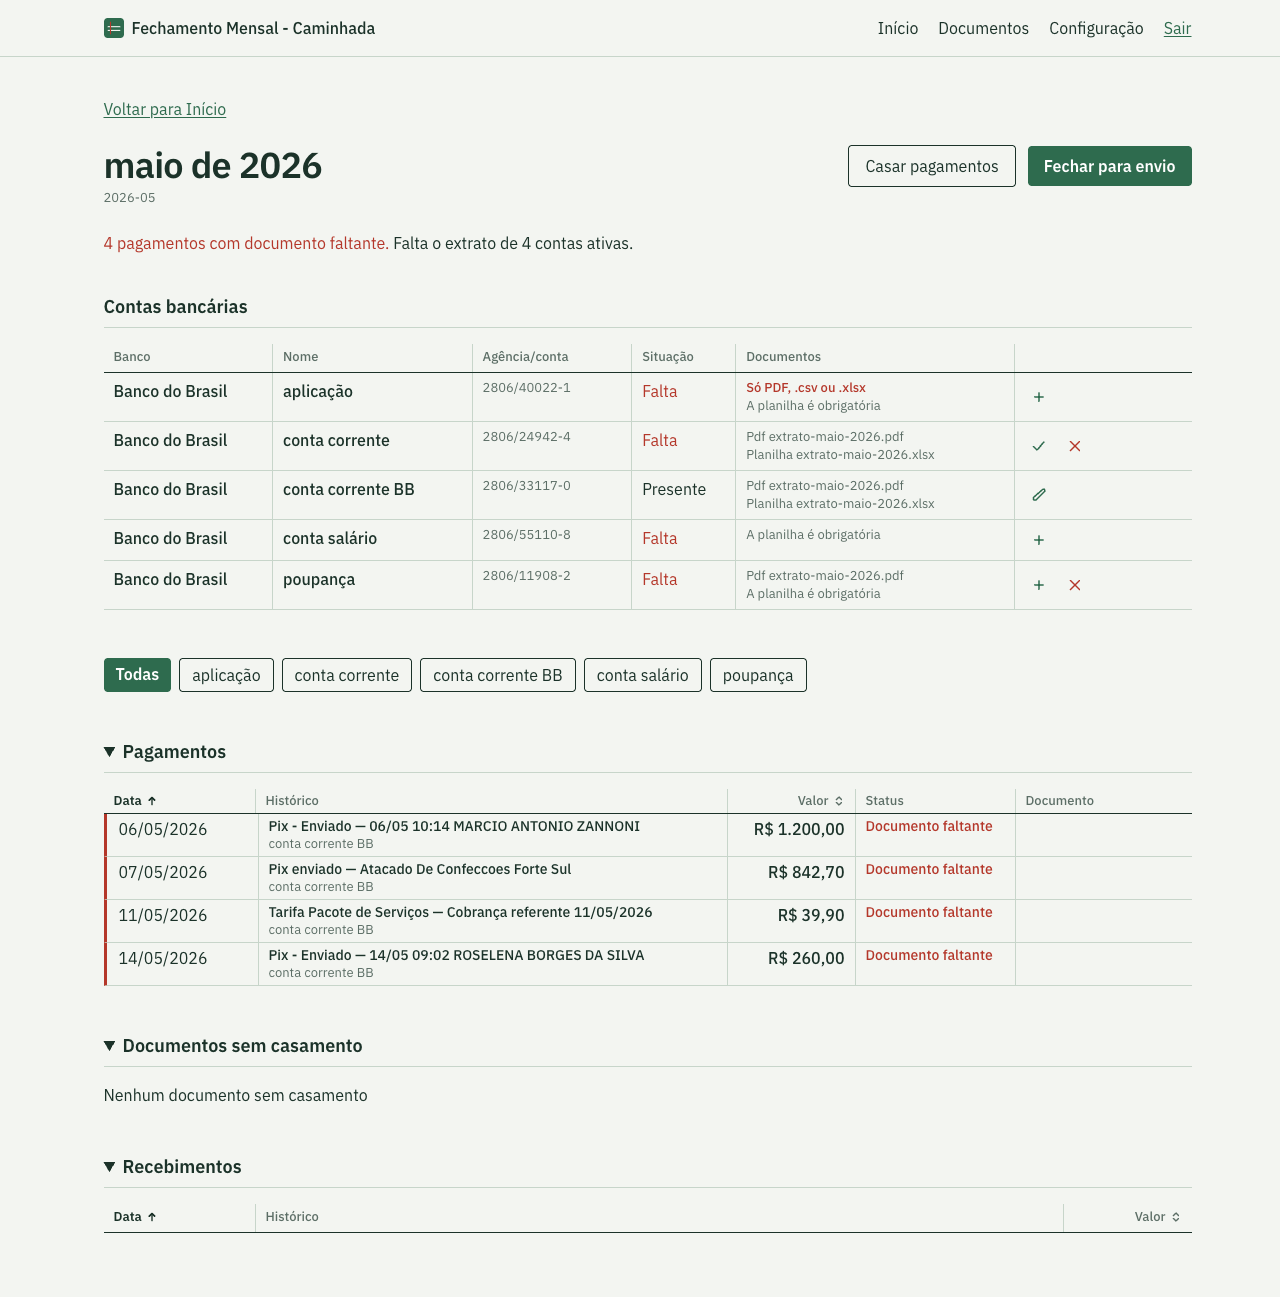 Fechamento Mensal - Caminhada
Início Documentos Configuração Sair
Voltar para Início
maio de 2026
2026-05
Casar pagamentos Fechar para envio
4 pagamentos com documento faltante. Falta o extrato de 4 contas ativas.
Contas bancárias
Banco Nome Agência/conta Situação Documentos
Banco do Brasil aplicação 2806/40022-1 Falta Só PDF, .csv ou .xlsx
A planilha é obrigatória
Banco do Brasil conta corrente 2806/24942-4 Falta Pdf extrato-maio-2026.pdf
Planilha extrato-maio-2026.xlsx
Banco do Brasil conta corrente BB 2806/33117-0 Presente Pdf extrato-maio-2026.pdf
Planilha extrato-maio-2026.xlsx
Banco do Brasil conta salário 2806/55110-8 Falta A planilha é obrigatória
Banco do Brasil poupança 2806/11908-2 Falta Pdf extrato-maio-2026.pdf
A planilha é obrigatória
Todas aplicação conta corrente conta corrente BB conta salário poupança
Pagamentos
Data Histórico Valor Status Documento
06/05/2026 Pix - Enviado — 06/05 10:14 MARCIO ANTONIO ZANNONI R$ 1.200,00 Documento faltante
conta corrente BB
07/05/2026 Pix enviado — Atacado De Confeccoes Forte Sul R$ 842,70 Documento faltante
conta corrente BB
11/05/2026 Tarifa Pacote de Serviços — Cobrança referente 11/05/2026 R$ 39,90 Documento faltante
conta corrente BB
14/05/2026 Pix - Enviado — 14/05 09:02 ROSELENA BORGES DA SILVA R$ 260,00 Documento faltante
conta corrente BB
Documentos sem casamento
Nenhum documento sem casamento
Recebimentos
Data Histórico Valor